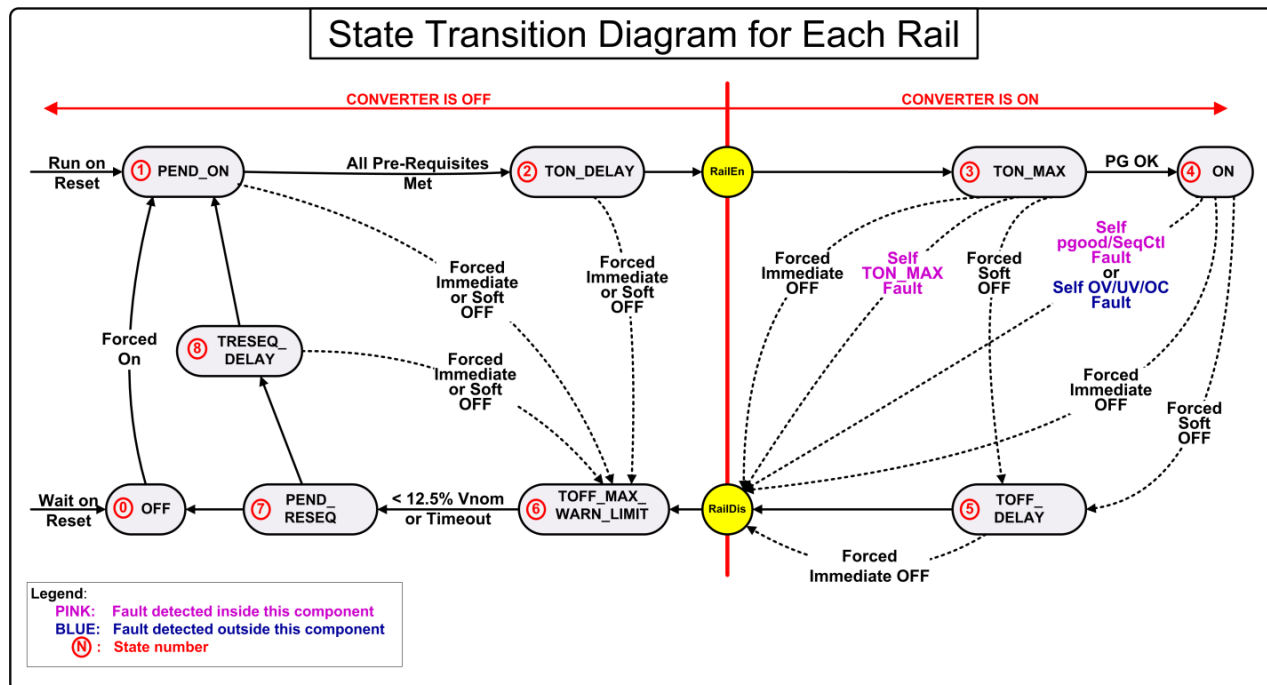 State Transition Diagram for Each Rail
CONVERTER IS OFF
CONVERTER IS ON
Run on
Reset
1 PEND_ON
All Pre-Requisites
Met
2 TON_DELAY
RailEn
3 TON_MAX
PG OK
4 ON
Forced
Immediate
or Soft
OFF
Forced
Immediate
or Soft
OFF
Forced
Immediate
OFF
Self
TON_MAX
Fault
Forced
Soft
OFF
Self
pgood/SeqCtl
Fault
or
Self OV/UV/OC
Fault
Forced
On
8 TRESEQ_
DELAY
Forced
Immediate
or Soft
OFF
Forced
Immediate
OFF
Forced
Soft
OFF
Wait on
Reset
0 OFF
7 PEND_
RESEQ
< 12.5% Vnom
or Timeout
6 TOFF_MAX_
WARN_LIMIT
RailDis
5 TOFF_
DELAY
Forced
Immediate OFF
Legend:
PINK: Fault detected inside this component
BLUE: Fault detected outside this component
N : State number